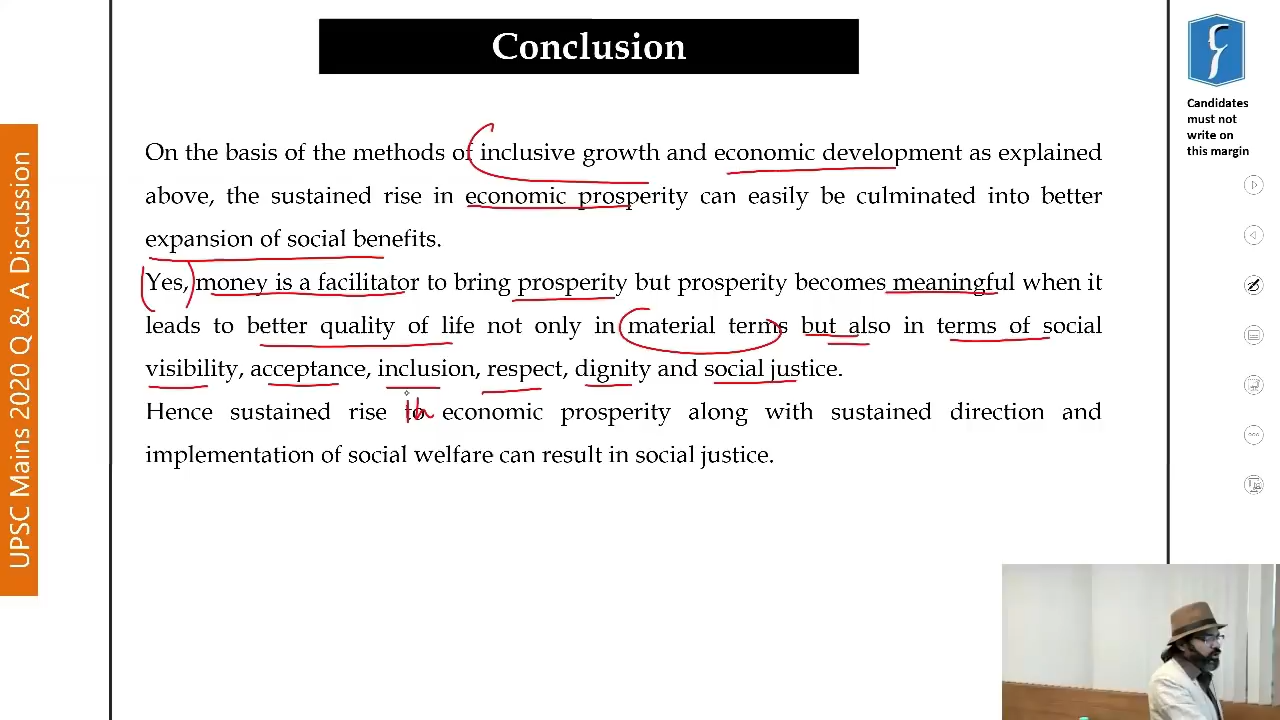 Conclusion
On the basis of the methods of inclusive growth and economic development as explained
above, the sustained rise in economic prosperity can easily be culminated into better
expansion of social benefits.
Yes, money is a facilitator to bring prosperity but prosperity becomes meaningful when it
leads to better quality of life not only in material terms but also in terms of social
visibility, acceptance, inclusion, respect, dignity and social justice.
Hence sustained rise to economic prosperity along with sustained direction and
implementation of social welfare can result in social justice.
UPSC Mains 2020 Q & A Discussion
Candidates
must not
write on
this margin